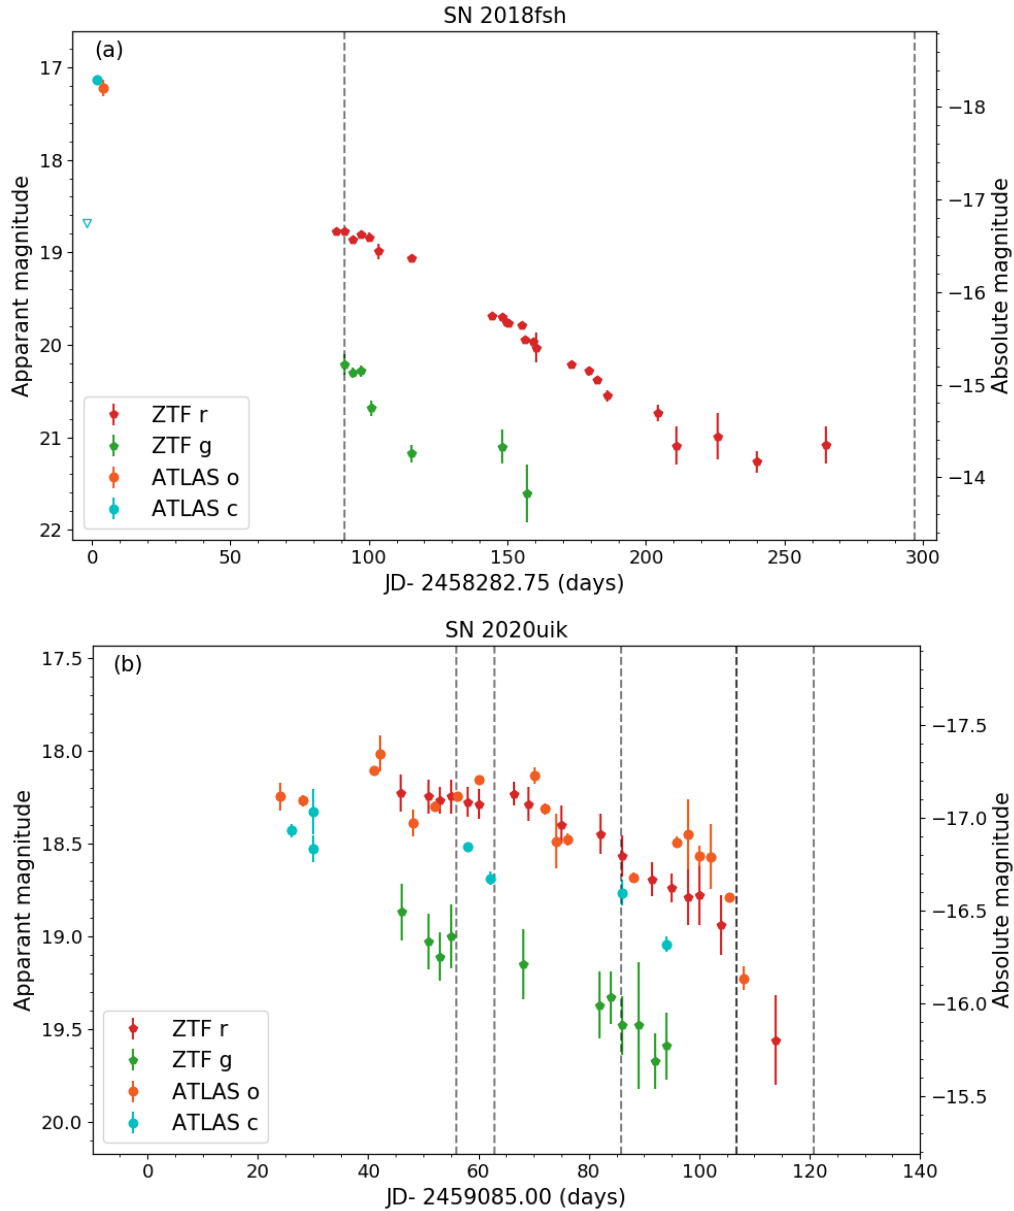 SN 2018fsh
(a)
17
18
19
20
21
22
−18
−17
−16
−15
−14
Apparant magnitude
Absolute magnitude
ZTF r
ZTF g
ATLAS o
ATLAS c
0 50 100 150 200 250 300
JD- 2458282.75 (days)
SN 2020uik
(b)
17.5
18.0
18.5
19.0
19.5
20.0
−17.5
−17.0
−16.5
−16.0
−15.5
Apparant magnitude
Absolute magnitude
ZTF r
ZTF g
ATLAS o
ATLAS c
0 20 40 60 80 100 120 140
JD- 2459085.00 (days)